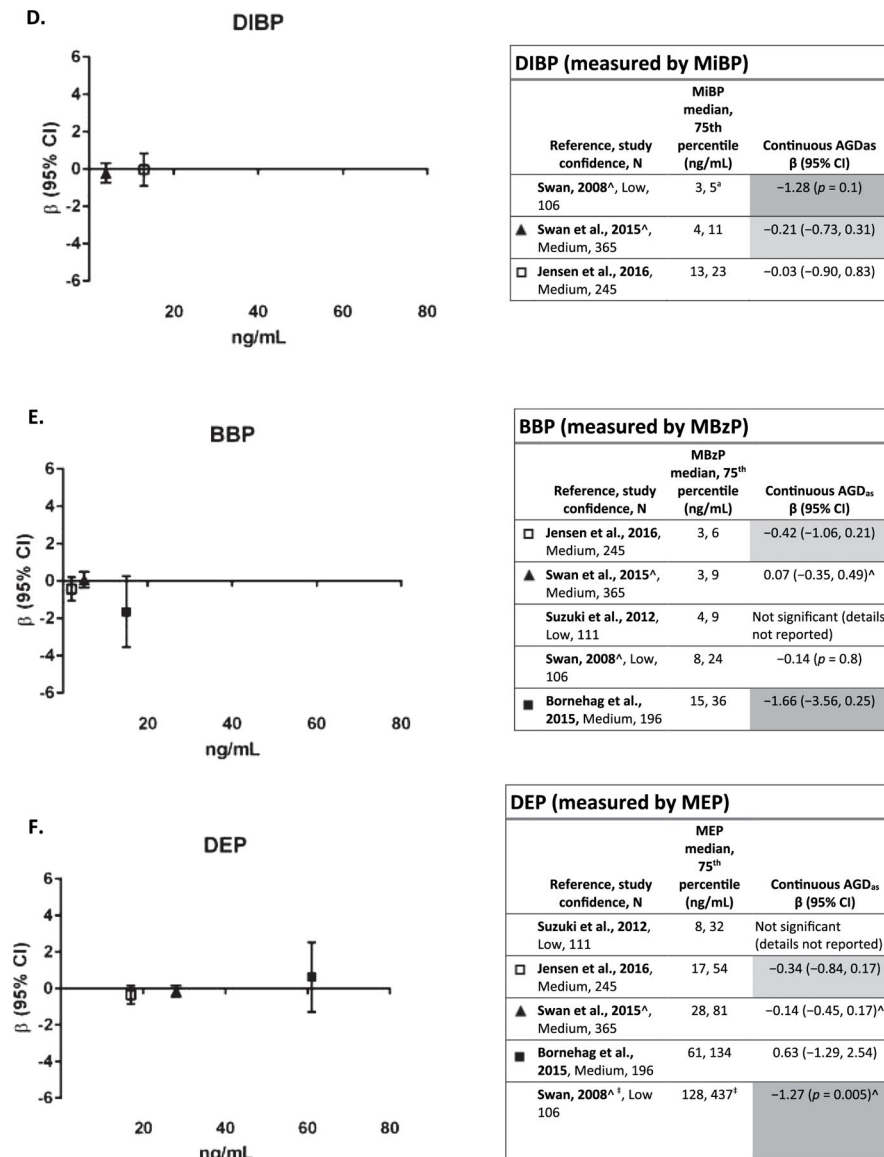 D.
DIBP
6
4
2
0
-2
-4
-6
β (95% CI)
20 40 60 80
ng/mL
DIBP (measured by MiBP)
MiBP
median,
75th
Reference, study percentile Continuous AGDas
confidence, N (ng/mL) β (95% CI)
Swan, 2008^, Low, 3, 5ᵃ −1.28 (p = 0.1)
106
▲ Swan et al., 2015^, 4, 11 −0.21 (−0.73, 0.31)
Medium, 365
□ Jensen et al., 2016, 13, 23 −0.03 (−0.90, 0.83)
Medium, 245
E.
BBP
6
4
2
0
-2
-4
-6
β (95% CI)
20 40 60 80
ng/mL
BBP (measured by MBzP)
MBzP
median, 75ᵗʰ
Reference, study percentile Continuous AGDₐₛ
confidence, N (ng/mL) β (95% CI)
□ Jensen et al., 2016, 3, 6 −0.42 (−1.06, 0.21)
Medium, 245
▲ Swan et al., 2015^, 3, 9 0.07 (−0.35, 0.49)^
Medium, 365
Suzuki et al., 2012, 4, 9 Not significant (details
Low, 111 not reported)
Swan, 2008^, Low, 8, 24 −0.14 (p = 0.8)
106
■ Bornehag et al., 15, 36 −1.66 (−3.56, 0.25)
2015, Medium, 196
F.
DEP
6
4
2
0
-2
-4
-6
β (95% CI)
20 40 60 80
ng/mL
DEP (measured by MEP)
MEP
median,
75ᵗʰ
Reference, study percentile Continuous AGDₐₛ
confidence, N (ng/mL) β (95% CI)
Suzuki et al., 2012, 8, 32 Not significant
Low, 111 (details not reported)
□ Jensen et al., 2016, 17, 54 −0.34 (−0.84, 0.17)
Medium, 245
▲ Swan et al., 2015^, 28, 81 −0.14 (−0.45, 0.17)^
Medium, 365
■ Bornehag et al., 61, 134 0.63 (−1.29, 2.54)
2015, Medium, 196
Swan, 2008^ ‡, Low 128, 437‡ −1.27 (p = 0.005)^
106